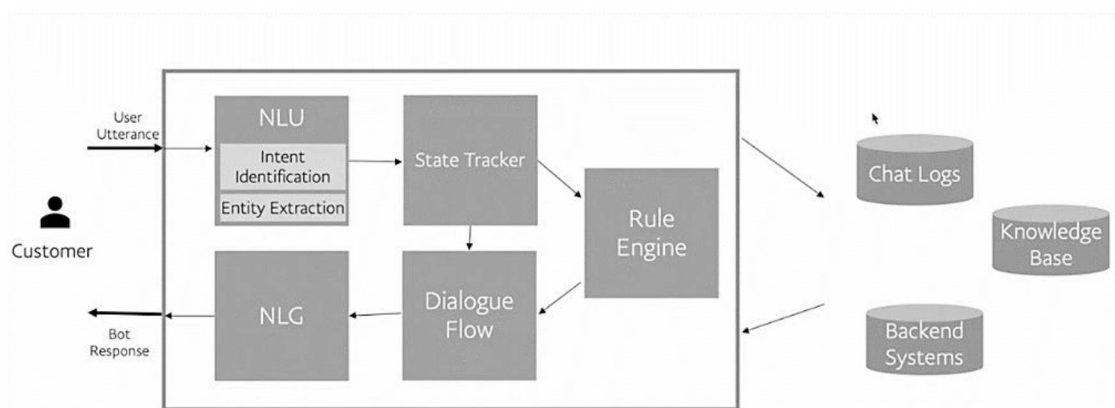 User
Utterance
NLU
Intent
Identification
Entity Extraction
State Tracker
Rule
Engine
Chat Logs
Knowledge
Base
Customer
NLG
Dialogue
Flow
Backend
Systems
Bot
Response